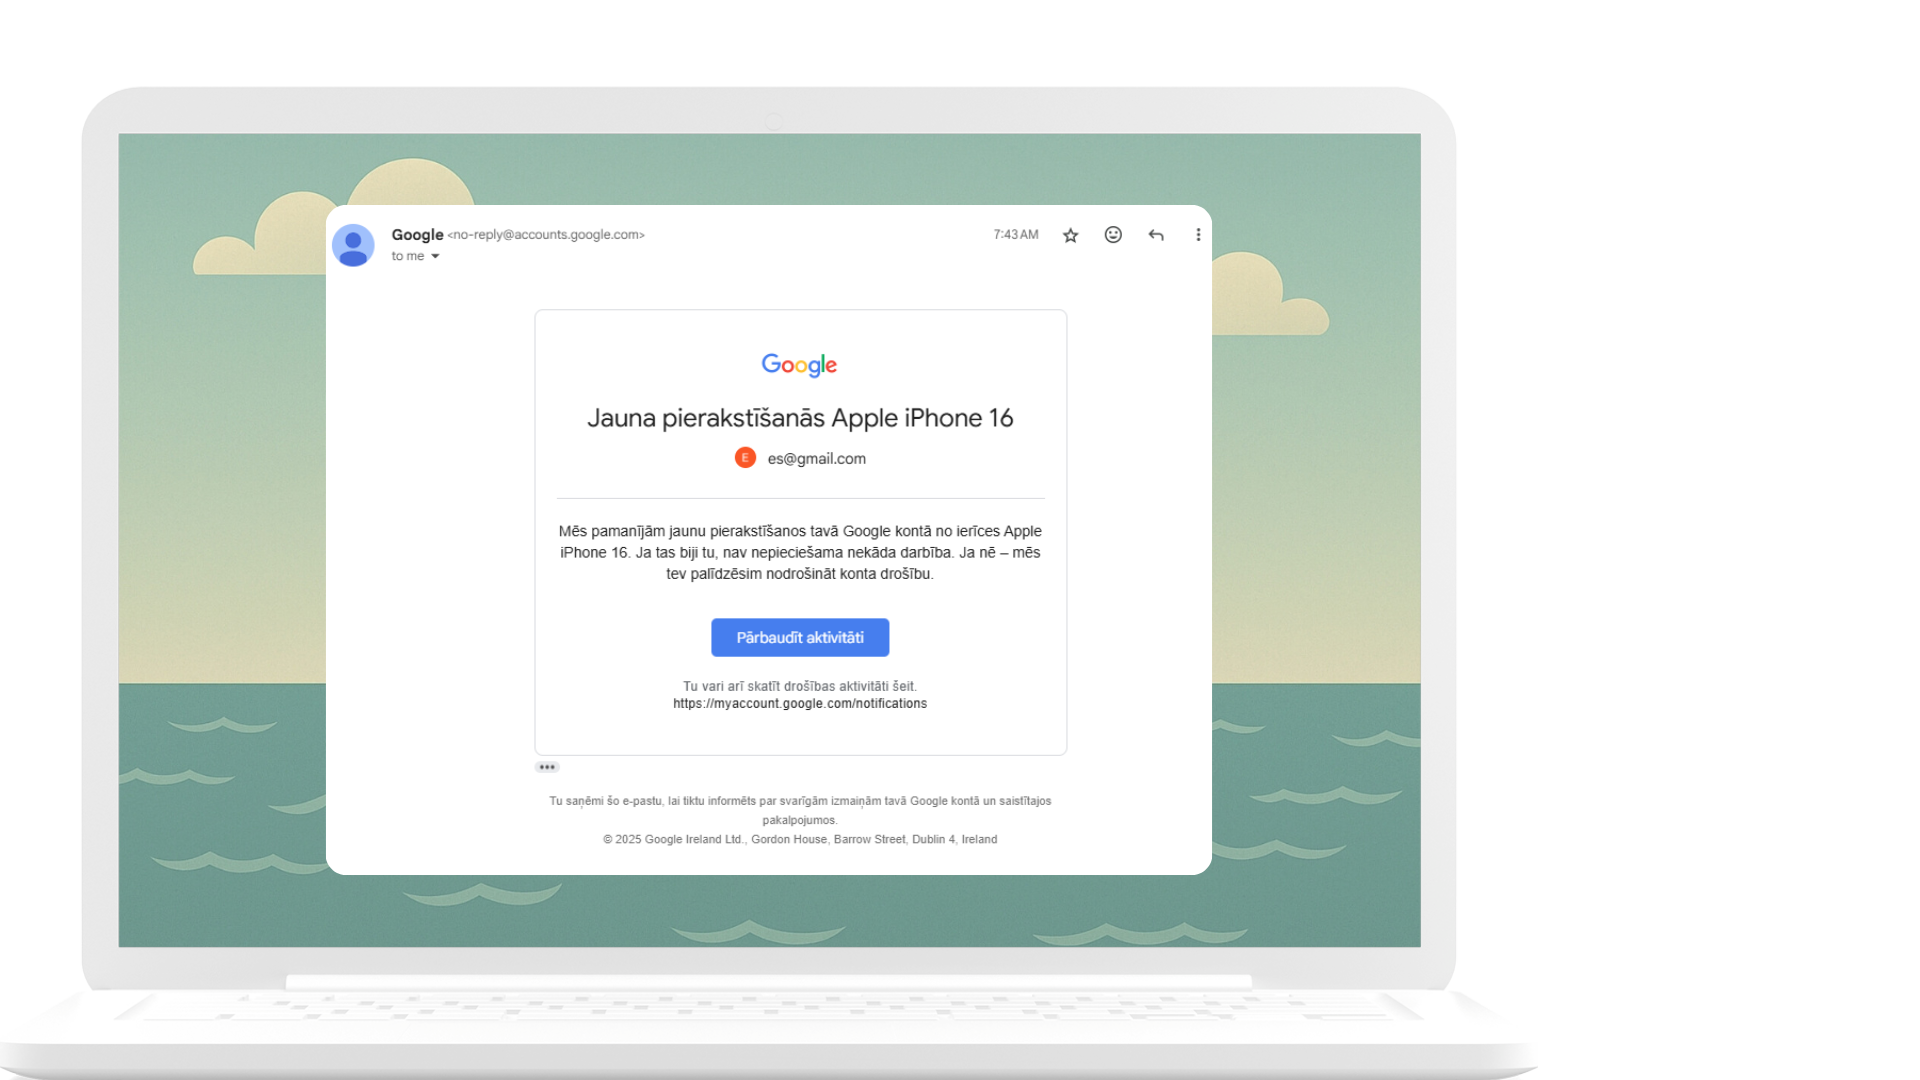 Google <no-reply@accounts.google.com>
7:43 AM
to me
Google
Jauna pierakstīšanās Apple iPhone 16
E es@gmail.com
Mēs pamanījām jaunu pierakstīšanos tavā Google kontā no ierīces Apple
iPhone 16. Ja tas biji tu, nav nepieciešama nekāda darbība. Ja nē – mēs
tev palīdzēsim nodrošināt konta drošību.
Pārbaudīt aktivitāti
Tu vari arī skatīt drošības aktivitāti šeit.
https://myaccount.google.com/notifications
Tu saņēmi šo e-pastu, lai tiktu informēts par svarīgām izmaiņām tavā Google kontā un saistītajos
pakalpojumos.
© 2025 Google Ireland Ltd., Gordon House, Barrow Street, Dublin 4, Ireland